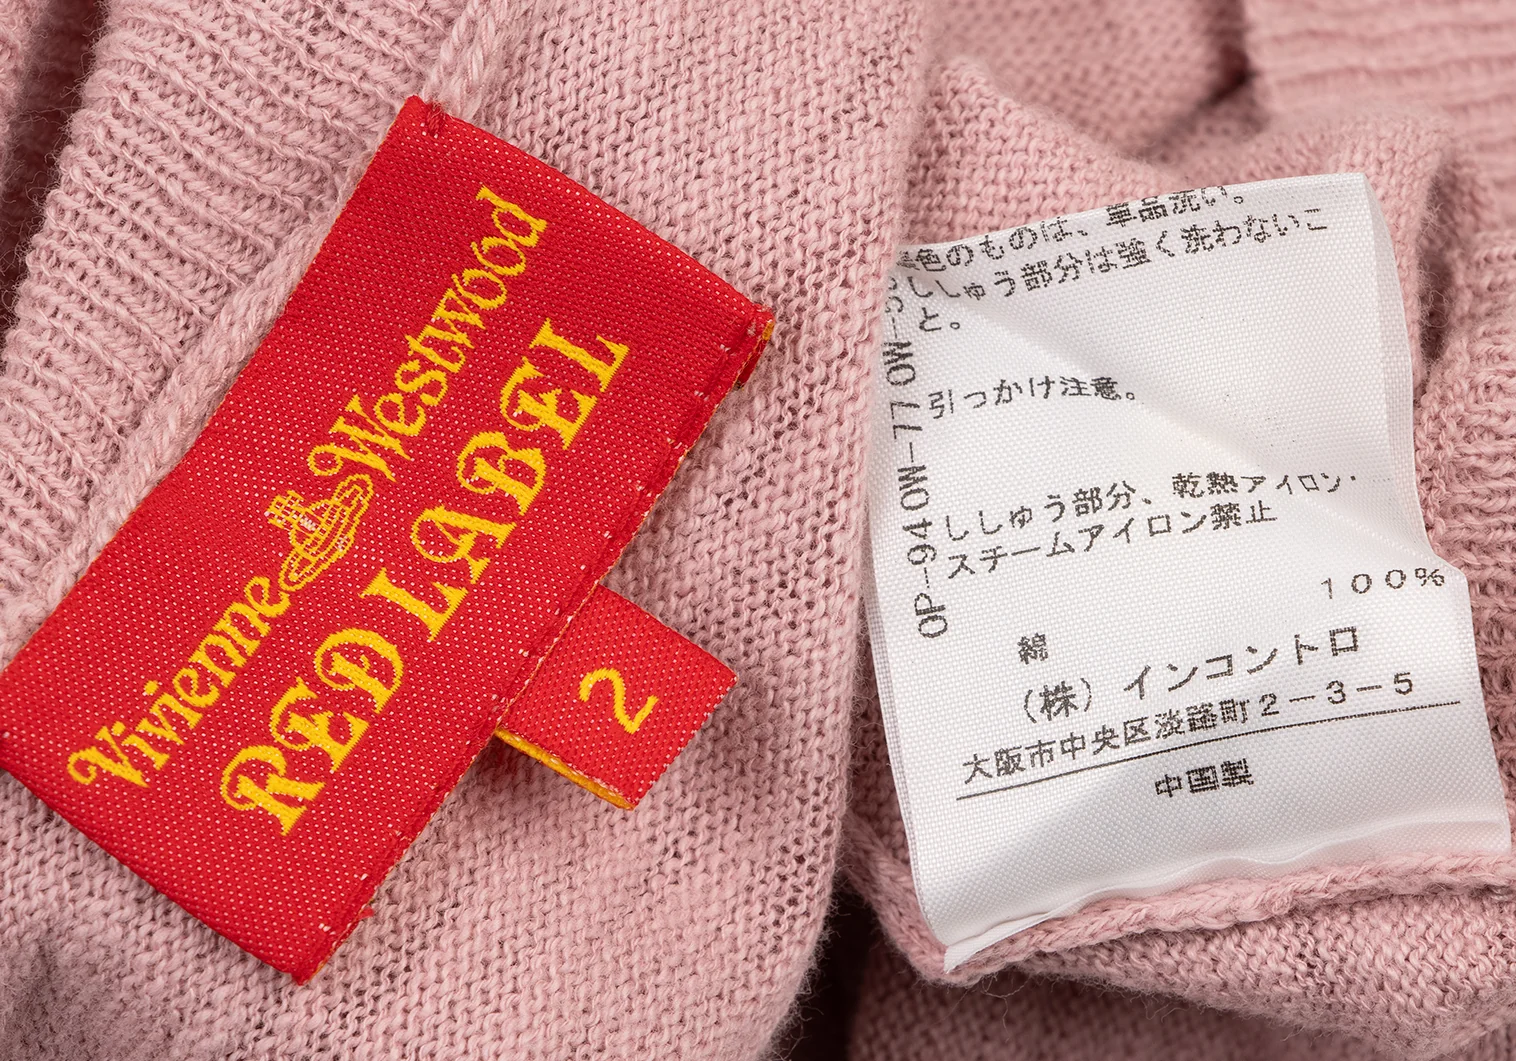 Vivienne Westwood
RED LABEL
2
色のものは、単品洗い。
ししゅう部分は強く洗わないこ
と。
引っかけ注意。
ししゅう部分、乾熱アイロン・
スチームアイロン禁止
100%
綿
(株) インコントロ
大阪市中央区淡路町2-3-5
中国製
OP-94 OW-77 OW-